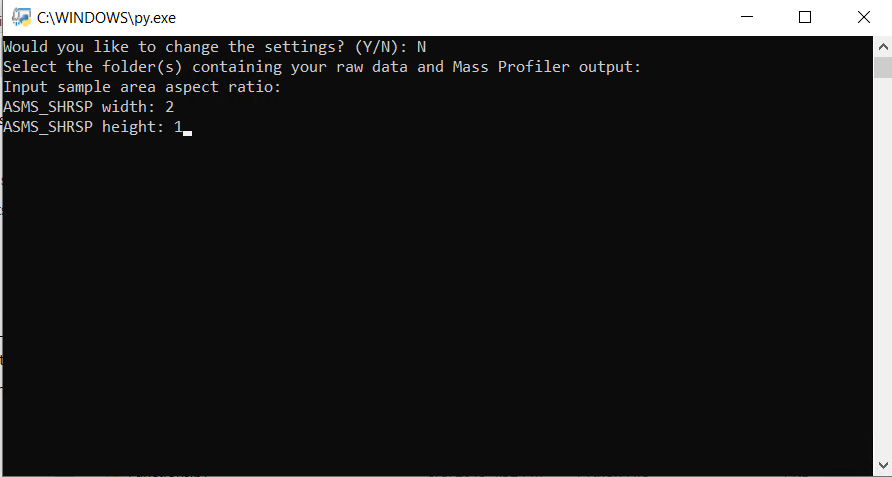 C:\WINDOWS\py.exe
Would you like to change the settings? (Y/N): N
Select the folder(s) containing your raw data and Mass Profiler output:
Input sample area aspect ratio:
ASMS_SHRSP width: 2
ASMS_SHRSP height: 1